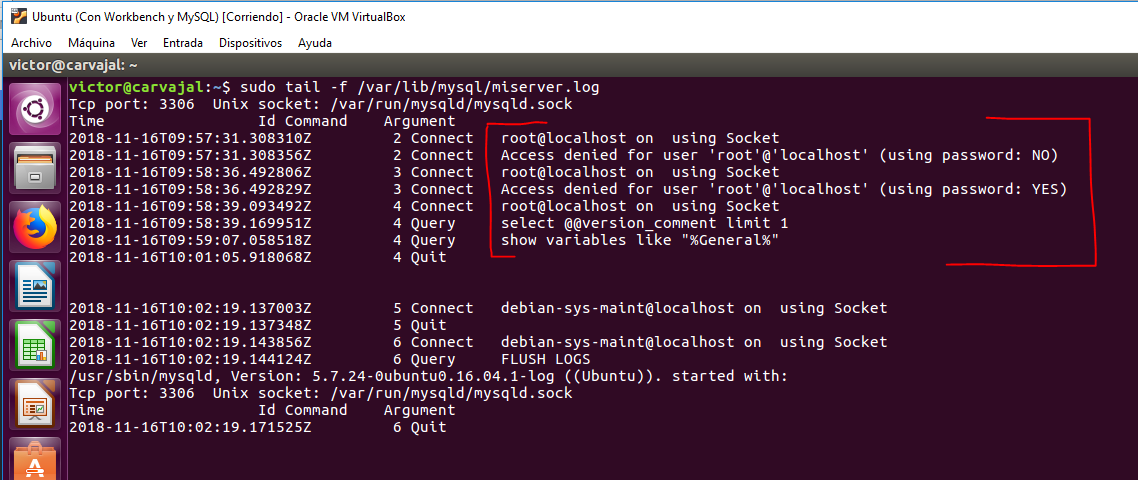 Ubuntu (Con Workbench y MySQL) [Corriendo] - Oracle VM VirtualBox
Archivo Máquina Ver Entrada Dispositivos Ayuda
victor@carvajal: ~
victor@carvajal:~$ sudo tail -f /var/lib/mysql/miserver.log
Tcp port: 3306  Unix socket: /var/run/mysqld/mysqld.sock
Time                 Id Command    Argument
2018-11-16T09:57:31.308310Z         2 Connect   root@localhost on  using Socket
2018-11-16T09:57:31.308356Z         2 Connect   Access denied for user 'root'@'localhost' (using password: NO)
2018-11-16T09:58:36.492806Z         3 Connect   root@localhost on  using Socket
2018-11-16T09:58:36.492829Z         3 Connect   Access denied for user 'root'@'localhost' (using password: YES)
2018-11-16T09:58:39.093492Z         4 Connect   root@localhost on  using Socket
2018-11-16T09:58:39.169951Z         4 Query     select @@version_comment limit 1
2018-11-16T09:59:07.058518Z         4 Query     show variables like "%General%"
2018-11-16T10:01:05.918068Z         4 Quit
2018-11-16T10:02:19.137003Z         5 Connect   debian-sys-maint@localhost on  using Socket
2018-11-16T10:02:19.137348Z         5 Quit
2018-11-16T10:02:19.143856Z         6 Connect   debian-sys-maint@localhost on  using Socket
2018-11-16T10:02:19.144124Z         6 Query     FLUSH LOGS
/usr/sbin/mysqld, Version: 5.7.24-0ubuntu0.16.04.1-log ((Ubuntu)). started with:
Tcp port: 3306  Unix socket: /var/run/mysqld/mysqld.sock
Time                 Id Command    Argument
2018-11-16T10:02:19.171525Z         6 Quit